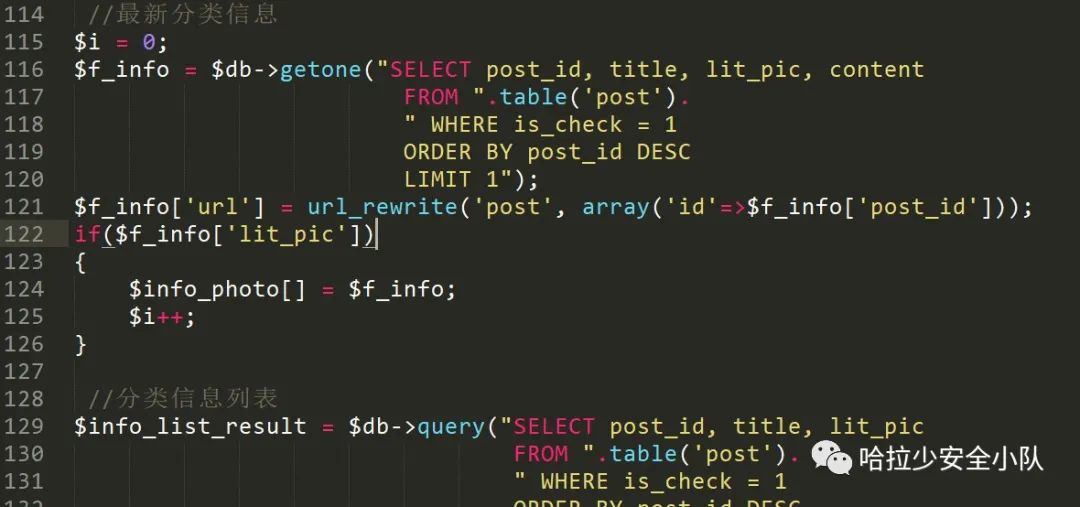 114 //最新分类信息
115 $i = 0;
116 $f_info = $db->getone("SELECT post_id, title, lit_pic, content
117 FROM ".table('post').
118 " WHERE is_check = 1
119 ORDER BY post_id DESC
120 LIMIT 1");
121 $f_info['url'] = url_rewrite('post', array('id'=>$f_info['post_id']));
122 if($f_info['lit_pic'])
123 {
124 $info_photo[] = $f_info;
125 $i++;
126 }
127
128 //分类信息列表
129 $info_list_result = $db->query("SELECT post_id, title, lit_pic
130 FROM ".table('post').
哈拉少安全小队
131 " WHERE is_check = 1
132 ORDER BY post_id DESC